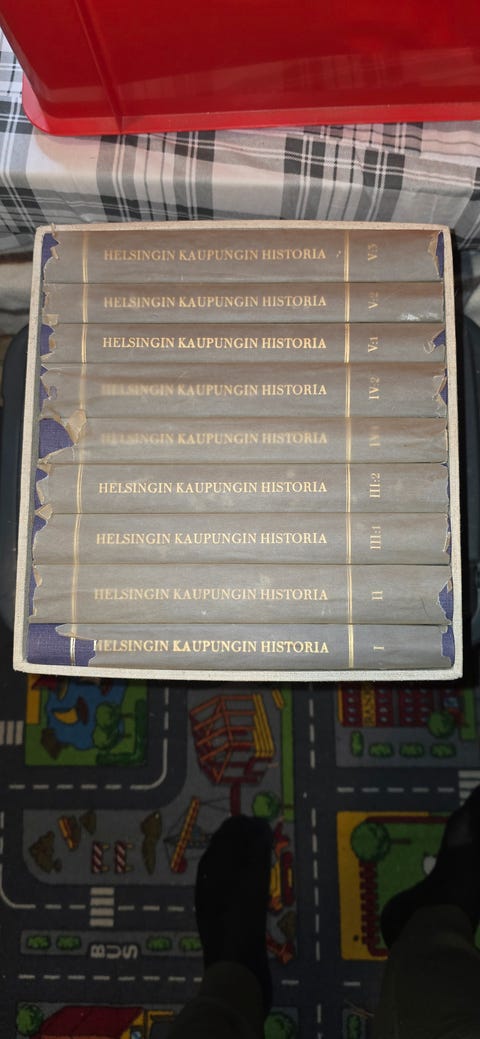 HELSINGIN KAUPUNGIN HISTORIA V:3
HELSINGIN KAUPUNGIN HISTORIA V:2
HELSINGIN KAUPUNGIN HISTORIA V:1
HELSINGIN KAUPUNGIN HISTORIA IV:2
HELSINGIN KAUPUNGIN HISTORIA
HELSINGIN KAUPUNGIN HISTORIA III:2
HELSINGIN KAUPUNGIN HISTORIA III:1
HELSINGIN KAUPUNGIN HISTORIA II
HELSINGIN KAUPUNGIN HISTORIA I
BUS